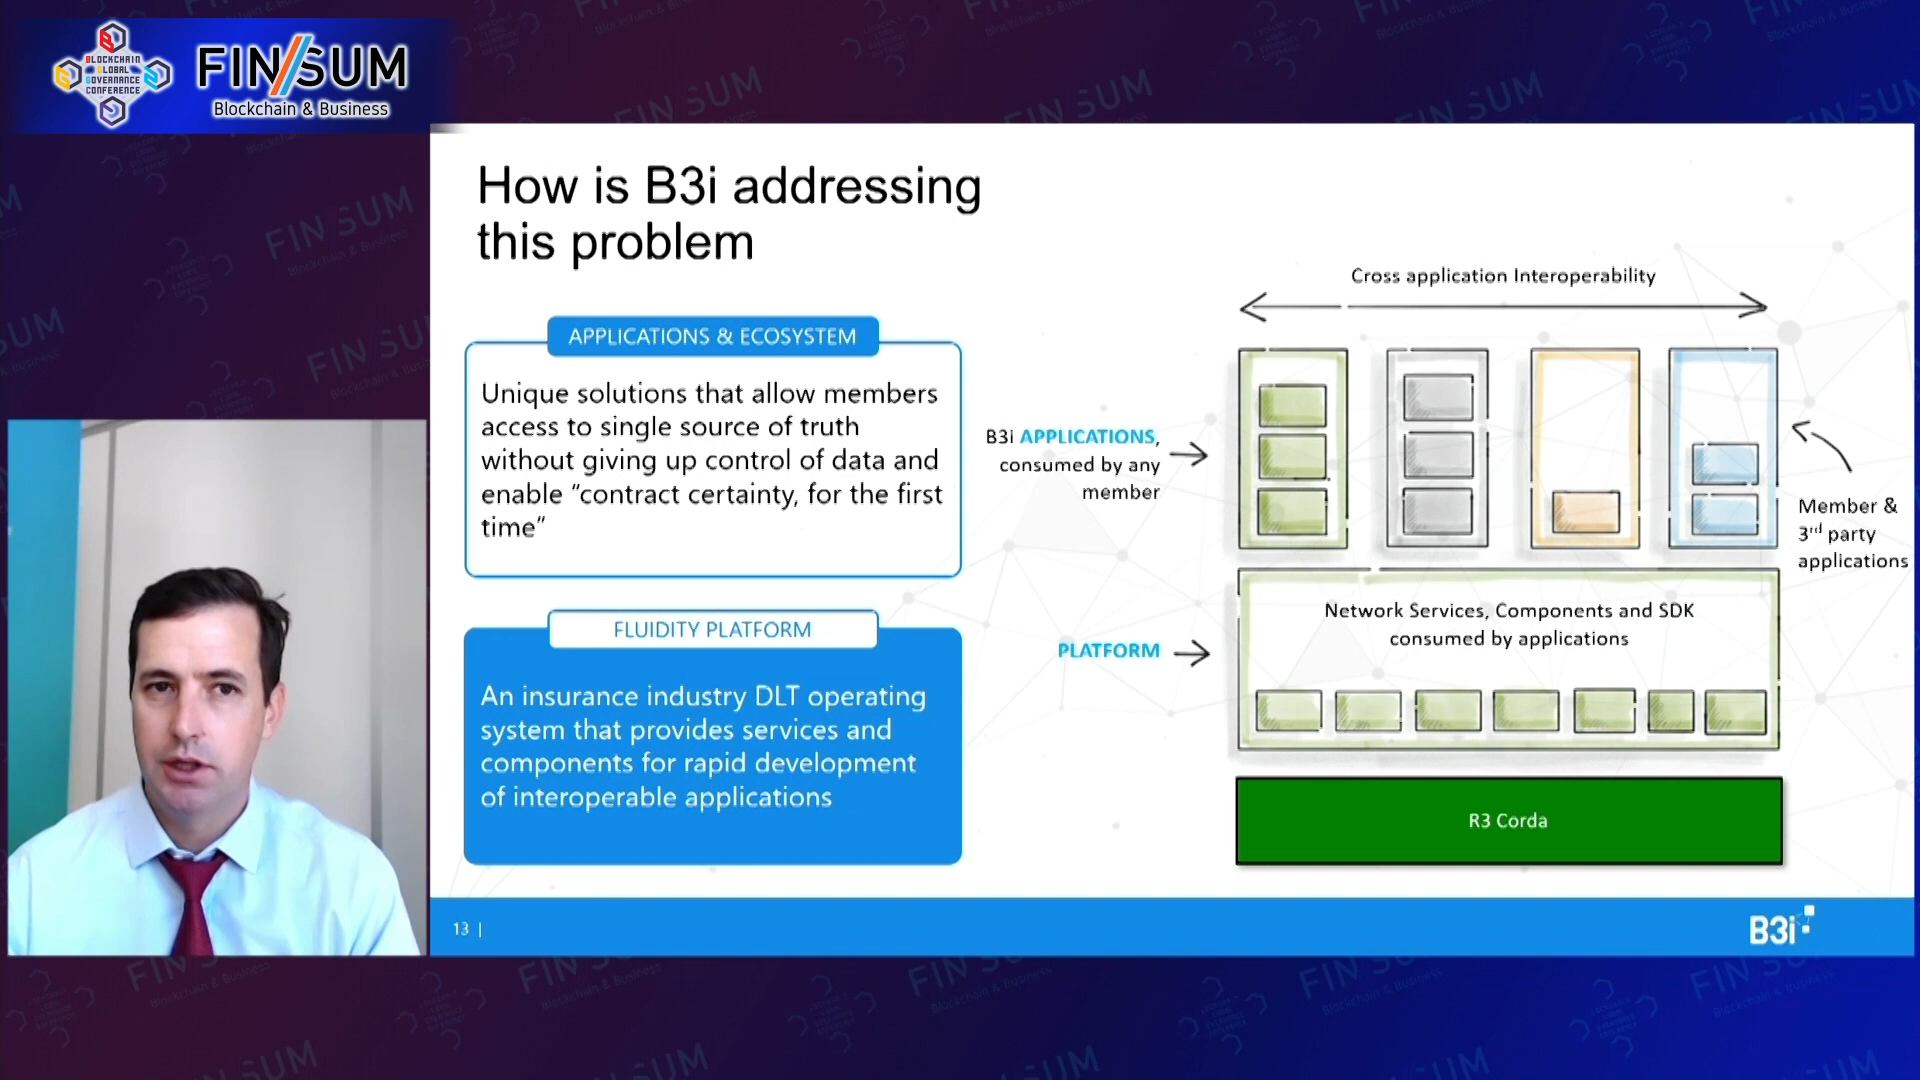 BLOCKCHAIN
GLOBAL
GOVERNANCE
CONFERENCE
FIN/SUM
Blockchain & Business
How is B3i addressing
this problem
APPLICATIONS & ECOSYSTEM
Unique solutions that allow members
access to single source of truth
without giving up control of data and
enable "contract certainty, for the first
time"
FLUIDITY PLATFORM
An insurance industry DLT operating
system that provides services and
components for rapid development
of interoperable applications
Cross application Interoperability
B3i APPLICATIONS,
consumed by any
member
Member &
3rd party
applications
PLATFORM
Network Services, Components and SDK
consumed by applications
R3 Corda
13 |
B3i